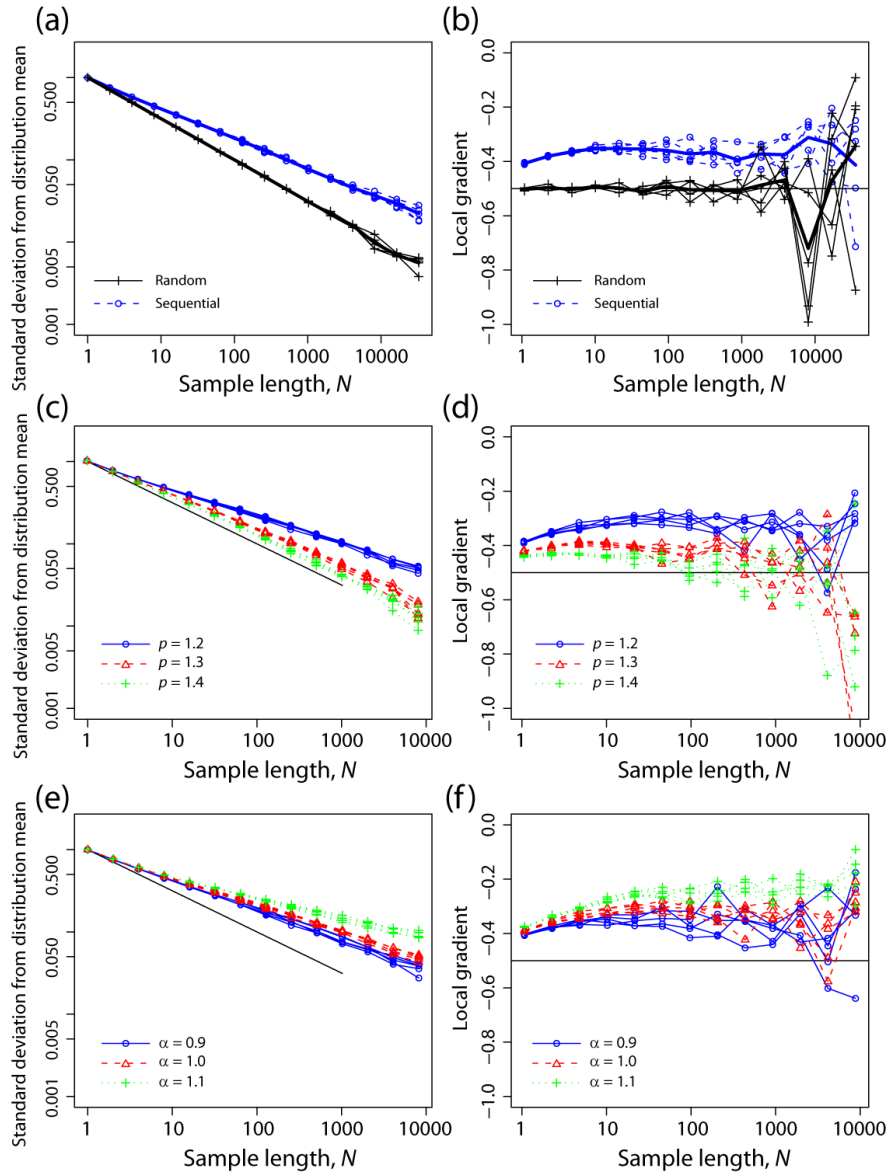 (a)
Standard deviation from distribution mean
0.500
0.050
0.005
0.001
Random
Sequential
1
10
100
1000
10000
Sample length, N
(b)
Local gradient
0.0
−0.2
−0.4
−0.6
−0.8
−1.0
Random
Sequential
1
10
100
1000
10000
Sample length, N
(c)
Standard deviation from distribution mean
0.500
0.050
0.005
0.001
p = 1.2
p = 1.3
p = 1.4
1
10
100
1000
10000
Sample length, N
(d)
Local gradient
0.0
−0.2
−0.4
−0.6
−0.8
−1.0
p = 1.2
p = 1.3
p = 1.4
1
10
100
1000
10000
Sample length, N
(e)
Standard deviation from distribution mean
0.500
0.050
0.005
0.001
α = 0.9
α = 1.0
α = 1.1
1
10
100
1000
10000
Sample length, N
(f)
Local gradient
0.0
−0.2
−0.4
−0.6
−0.8
−1.0
α = 0.9
α = 1.0
α = 1.1
1
10
100
1000
10000
Sample length, N